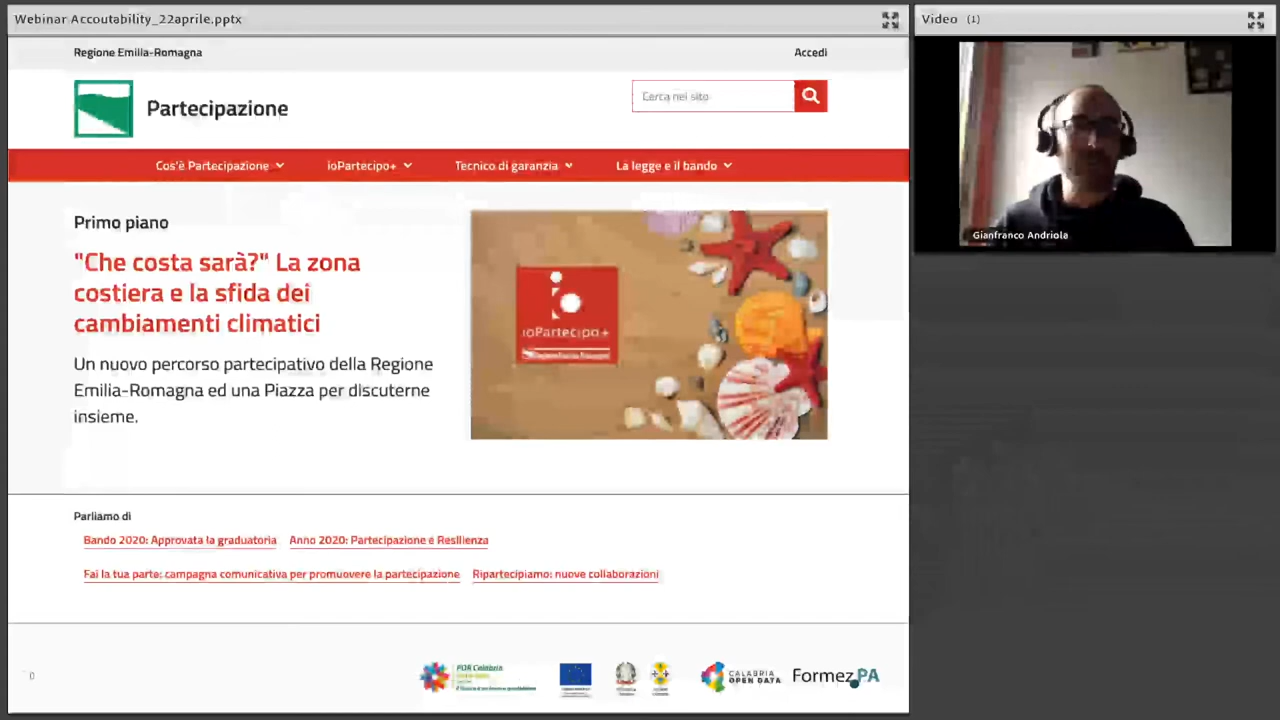 Webinar Accoutability_22aprile.pptx
Video (1)
Regione Emilia-Romagna
Accedi
Partecipazione
Cerca nel sito
Cos'è Partecipazione
ioPartecipo+
Tecnico di garanzia
La legge e il bando
Gianfranco Andriola
Primo piano
"Che costa sarà?" La zona
costiera e la sfida dei
cambiamenti climatici
Un nuovo percorso partecipativo della Regione
Emilia-Romagna ed una Piazza per discuterne
insieme.
ioPartecipo+
Parliamo di
Bando 2020: Approvata la graduatoria
Anno 2020: Partecipazione e Resilienza
Fai la tua parte: campagna comunicativa per promuovere la partecipazione
Ripartecipiamo: nuove collaborazioni
0
POR Calabria
CALABRIA
OPEN DATA
FormezPA